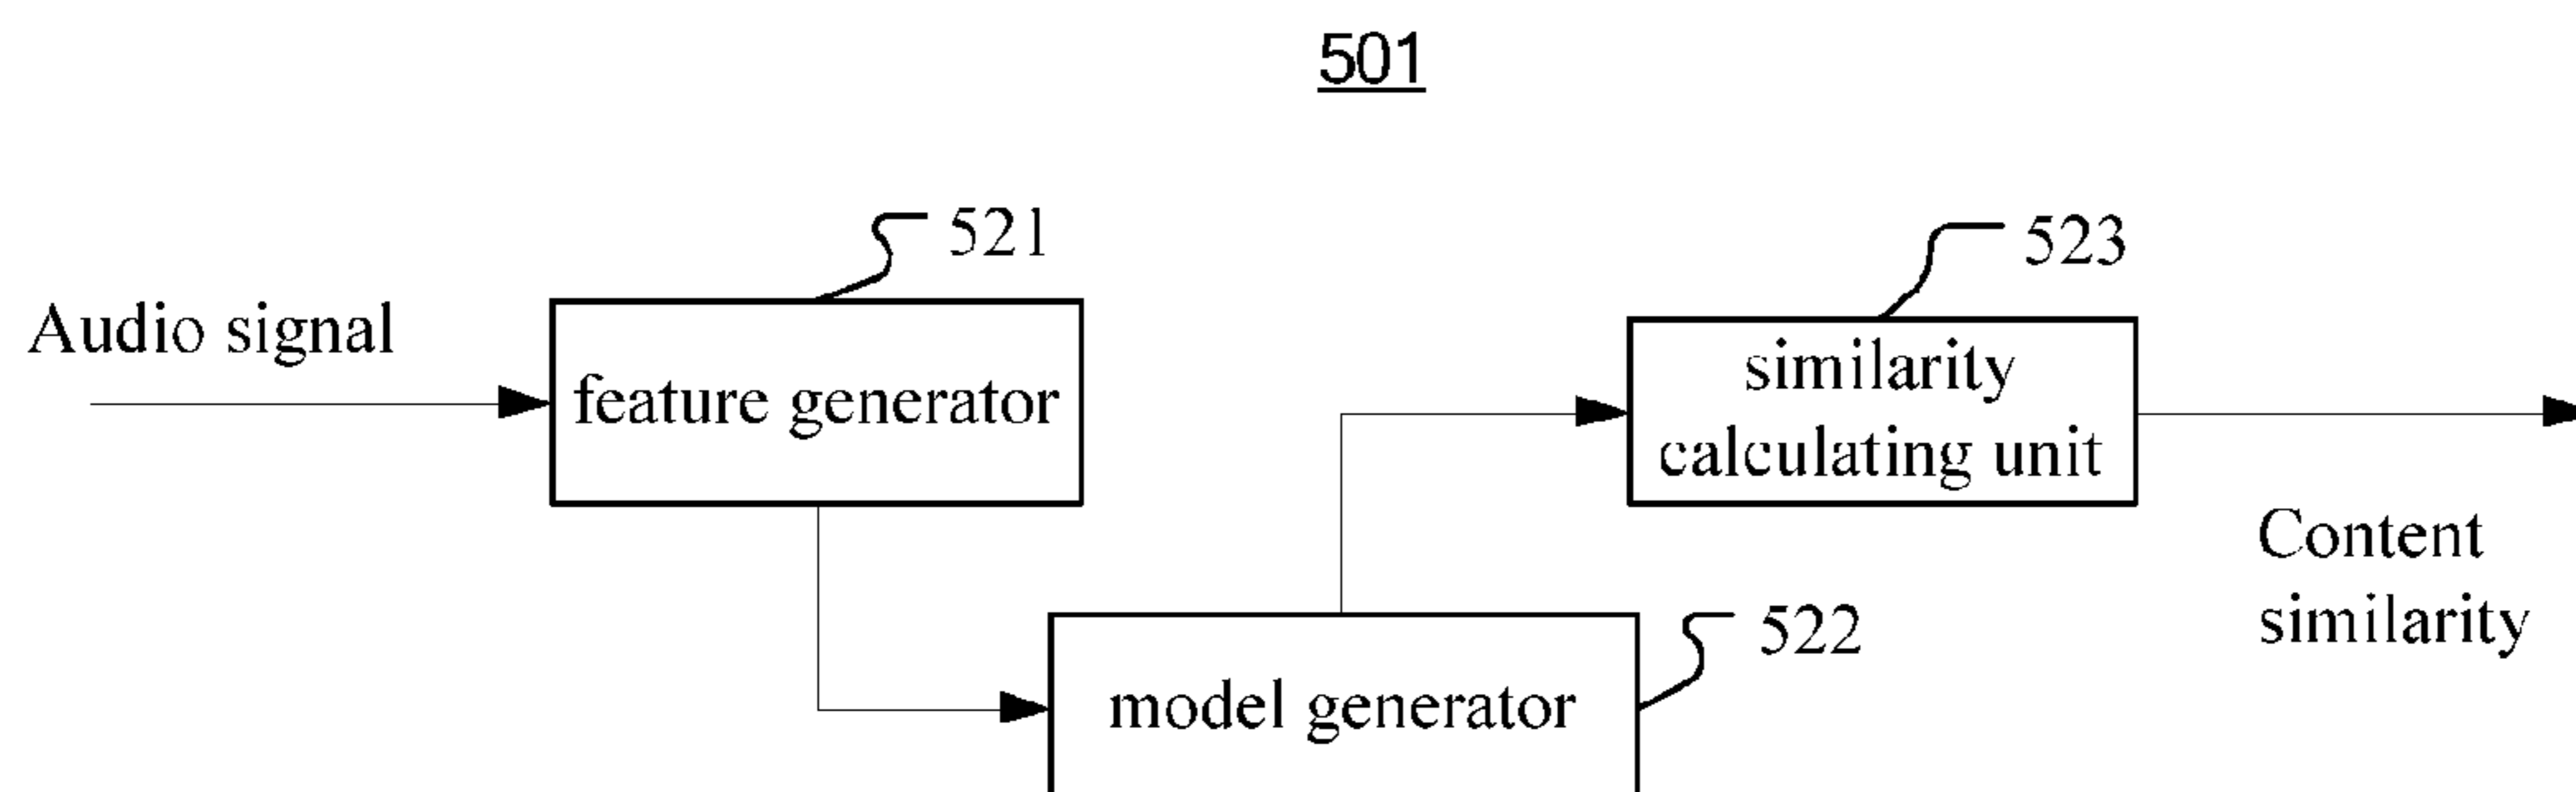 501
521
523
Audio signal
feature generator
similarity
calculating unit
Content
similarity
522
model generator